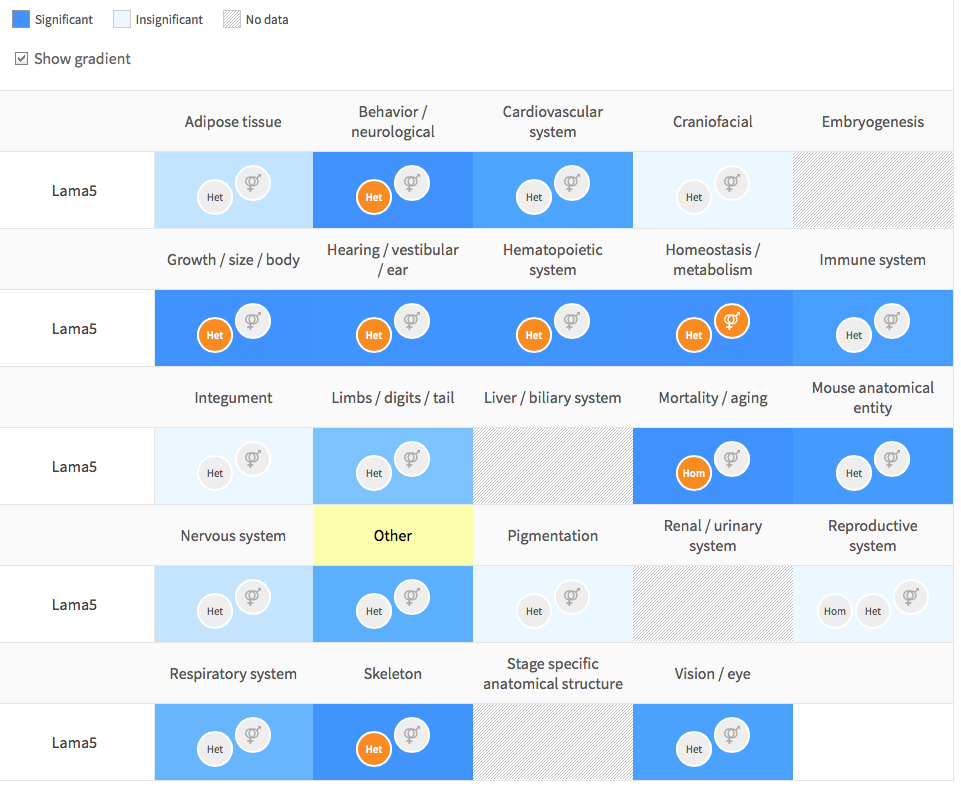 Significant Insignificant No data
Show gradient
Adipose tissue
Behavior /
neurological
Cardiovascular
system
Craniofacial
Embryogenesis
Lama5
Het
Het
Het
Het
Growth / size / body
Hearing / vestibular
/ ear
Hematopoietic
system
Homeostasis /
metabolism
Immune system
Lama5
Het
Het
Het
Het
Het
Integument
Limbs / digits / tail
Liver / biliary system
Mortality / aging
Mouse anatomical
entity
Lama5
Het
Het
Hom
Het
Nervous system
Other
Pigmentation
Renal / urinary
system
Reproductive
system
Lama5
Het
Het
Het
Hom
Het
Respiratory system
Skeleton
Stage specific
anatomical structure
Vision / eye
Lama5
Het
Het
Het